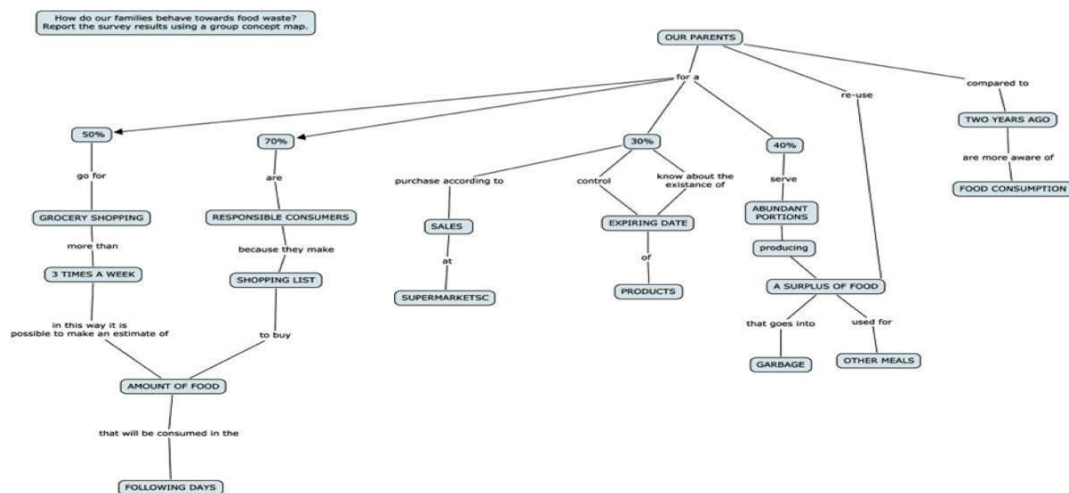 How do our families behave towards food waste?
Report the survey results using a group concept map.
OUR PARENTS
for a
re-use
compared to
50%
70%
30%
40%
TWO YEARS AGO
go for
are
purchase according to
control
know about the
existance of
serve
are more aware of
GROCERY SHOPPING
RESPONSIBLE CONSUMERS
SALES
EXPIRING DATE
ABUNDANT
PORTIONS
FOOD CONSUMPTION
more than
because they make
at
of
producing
3 TIMES A WEEK
SHOPPING LIST
SUPERMARKETSC
PRODUCTS
A SURPLUS OF FOOD
in this way it is
possible to make an estimate of
to buy
that goes into
used for
GARBAGE
OTHER MEALS
AMOUNT OF FOOD
that will be consumed in the
FOLLOWING DAYS